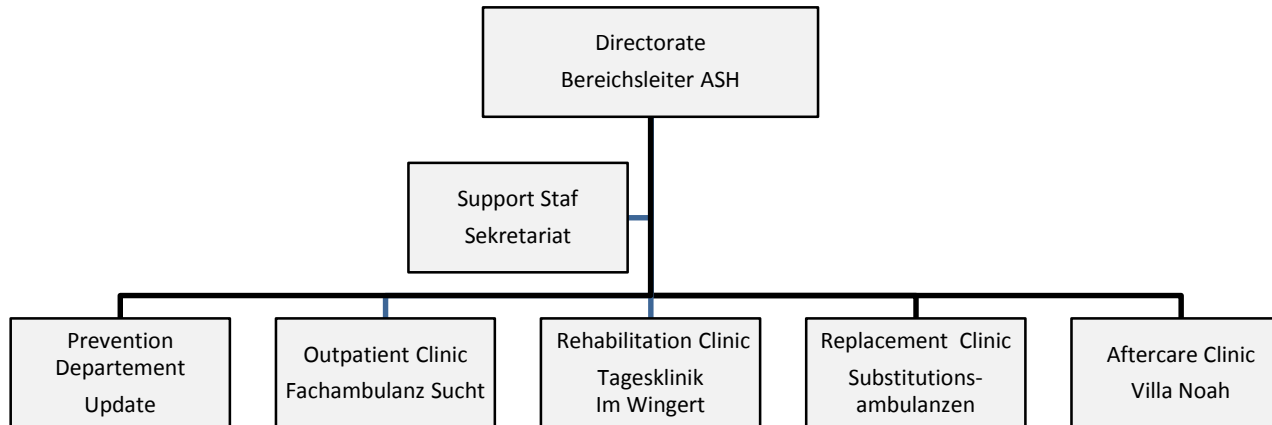 Directorate
Bereichsleiter ASH
Support Staf
Sekretariat
Prevention
Departement
Update
Outpatient Clinic
Fachambulanz Sucht
Rehabilitation Clinic
Tagesklinik
Im Wingert
Replacement Clinic
Substitutions-
ambulanzen
Aftercare Clinic
Villa Noah